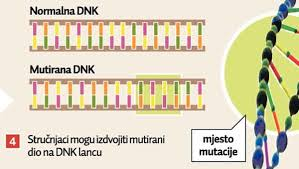 Normalna DNK
Mutirana DNK
4 Stručnjaci mogu izdvojiti mutirani
dio na DNK lancu
mjesto
mutacije